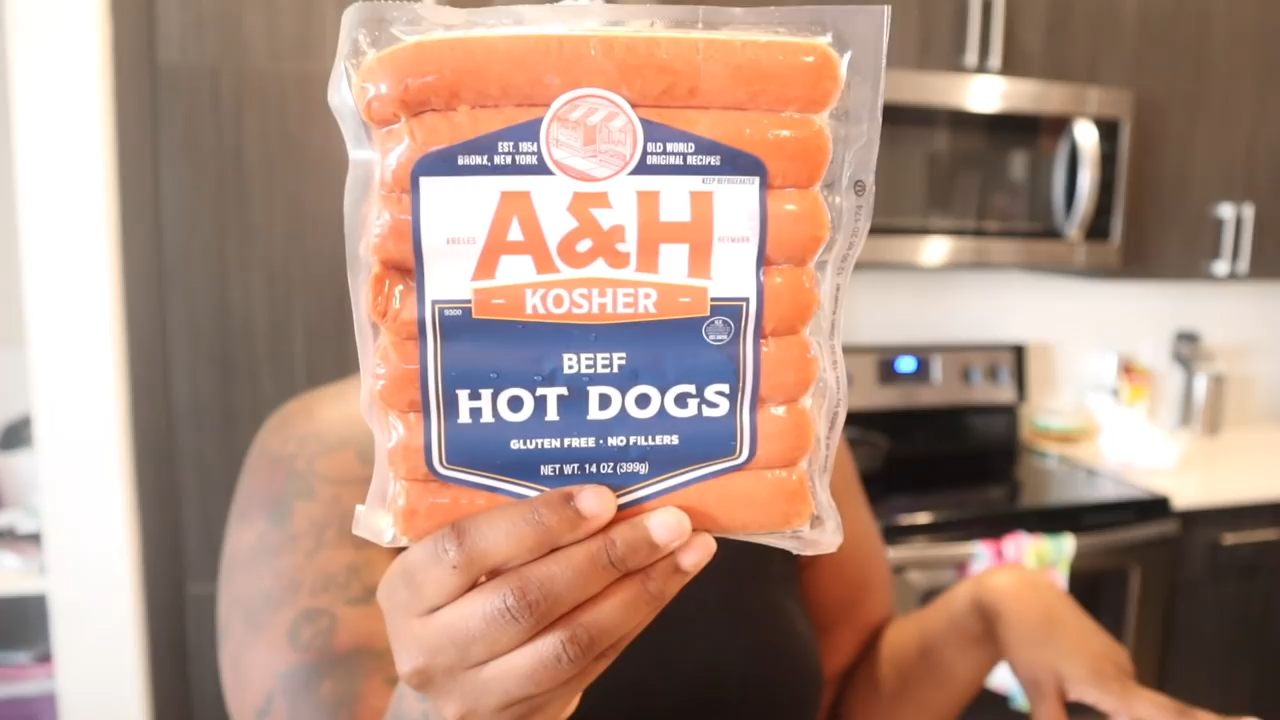 EST. 1954
BRONX, NEW YORK
OLD WORLD
ORIGINAL RECIPES
KEEP REFRIGERATED
A&H
KOSHER
9300
BEEF
HOT DOGS
GLUTEN FREE • NO FILLERS
NET WT. 14 OZ (399g)